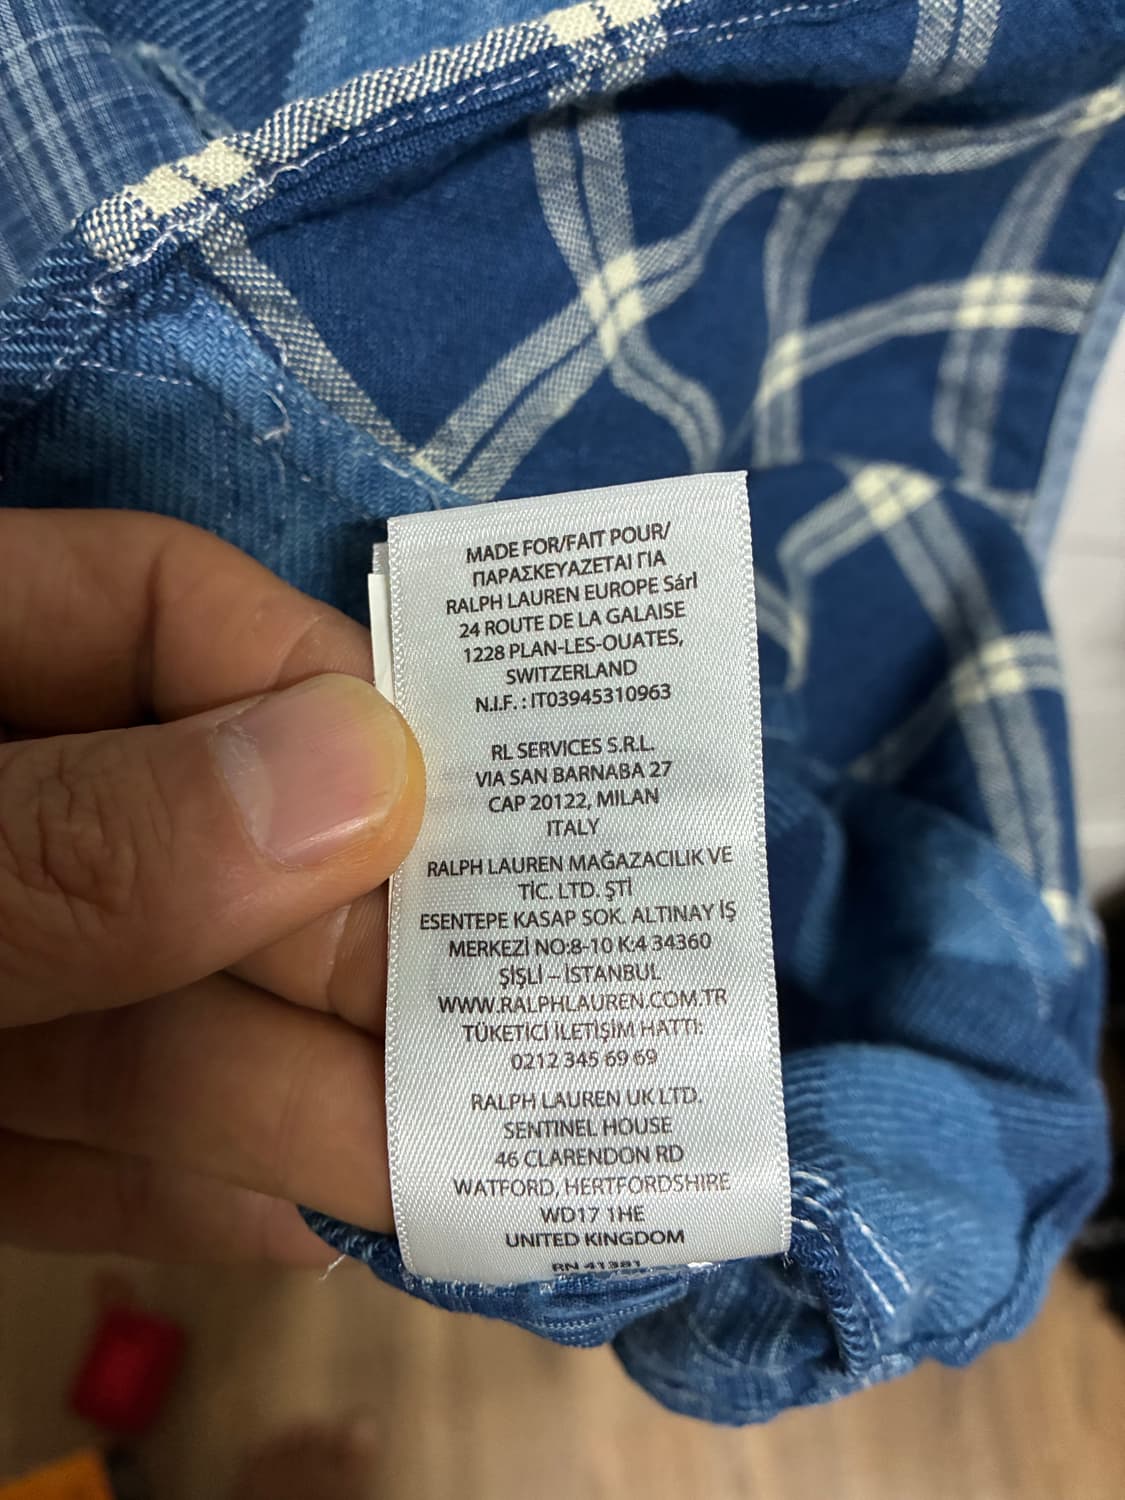 MADE FOR/FAIT POUR/
ΠΑΡΑΣΚΕΥΑΖΕΤΑΙ ΓΙΑ
RALPH LAUREN EUROPE Sárl
24 ROUTE DE LA GALAISE
1228 PLAN-LES-OUATES,
SWITZERLAND
N.I.F. : IT03945310963
RL SERVICES S.R.L.
VIA SAN BARNABA 27
CAP 20122, MILAN
ITALY
RALPH LAUREN MAĞAZACILIK VE
TİC. LTD. ŞTİ
ESENTEPE KASAP SOK. ALTINAY İŞ
MERKEZİ NO:8-10 K:4 34360
ŞİŞLİ – İSTANBUL
WWW.RALPHLAUREN.COM.TR
TÜKETİCİ İLETİŞİM HATTI:
0212 345 69 69
RALPH LAUREN UK LTD.
SENTINEL HOUSE
46 CLARENDON RD
WATFORD, HERTFORDSHIRE
WD17 1HE
UNITED KINGDOM
RN 41381